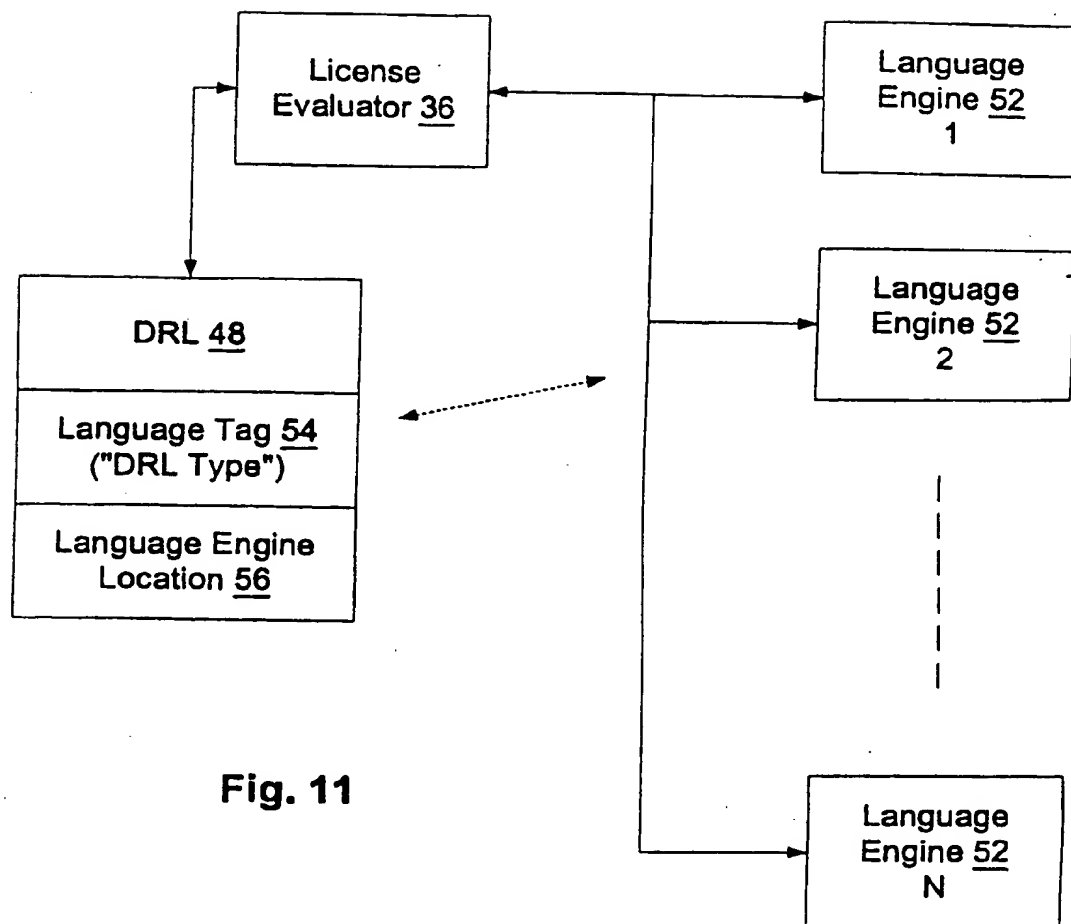 License
Evaluator 36
Language
Engine 52
1
Language
Engine 52
2
DRL 48
Language Tag 54
("DRL Type")
Language Engine
Location 56
Fig. 11
Language
Engine 52
N